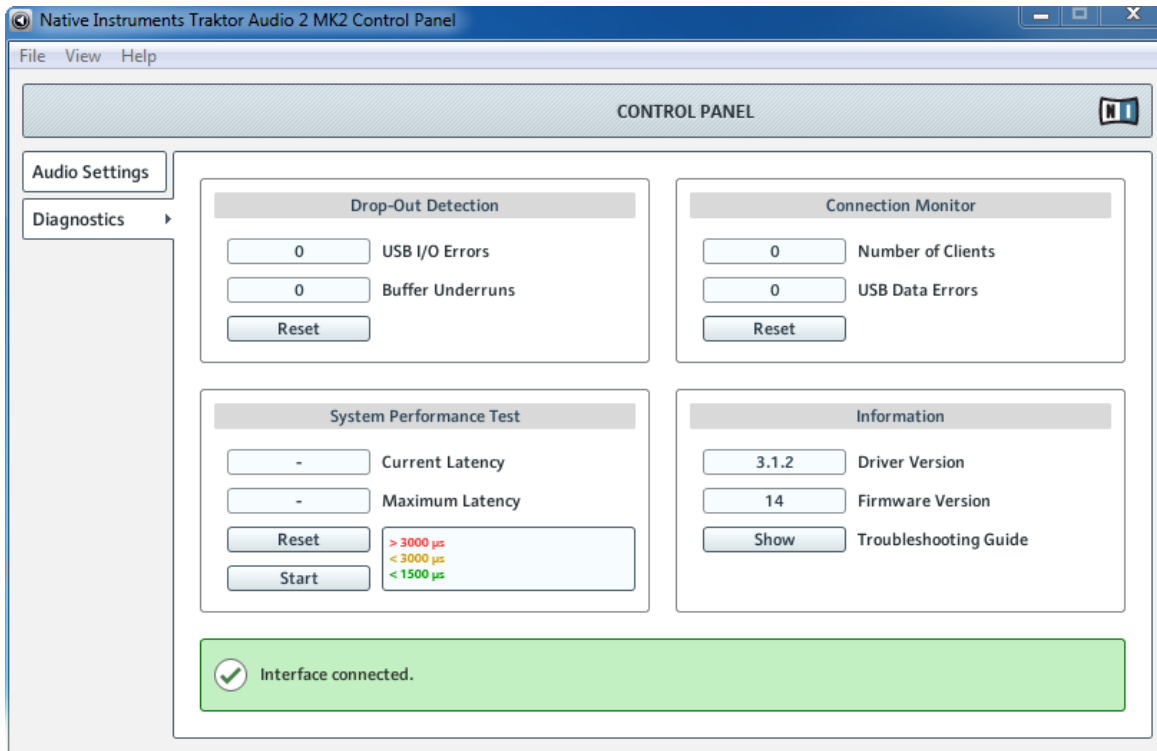 Native Instruments Traktor Audio 2 MK2 Control Panel
File View Help
CONTROL PANEL
NI
Audio Settings
Diagnostics
Drop-Out Detection
0 USB I/O Errors
0 Buffer Underruns
Reset
Connection Monitor
0 Number of Clients
0 USB Data Errors
Reset
System Performance Test
- Current Latency
- Maximum Latency
Reset
Start
> 3000 µs
< 3000 µs
< 1500 µs
Information
3.1.2 Driver Version
14 Firmware Version
Show Troubleshooting Guide
Interface connected.